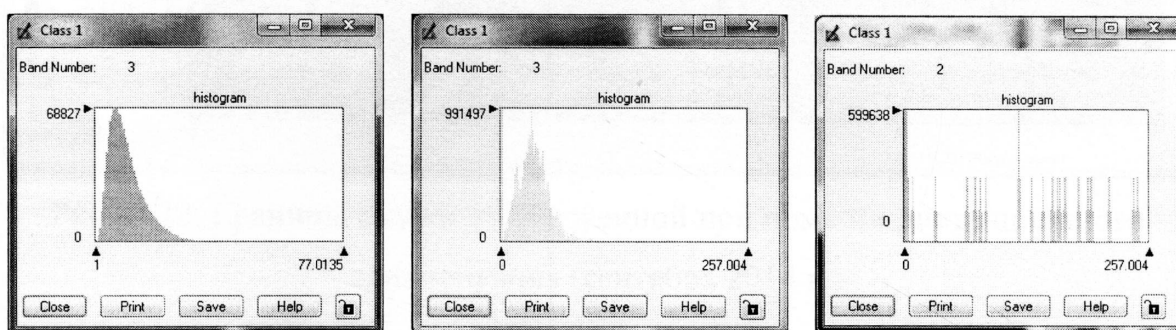 Class 1
Band Number: 3
histogram
68827
0
1 77.0135
Close Print Save Help
Class 1
Band Number: 3
histogram
991497
0
0 257.004
Close Print Save Help
Class 1
Band Number: 2
histogram
599638
0
0 257.004
Close Print Save Help